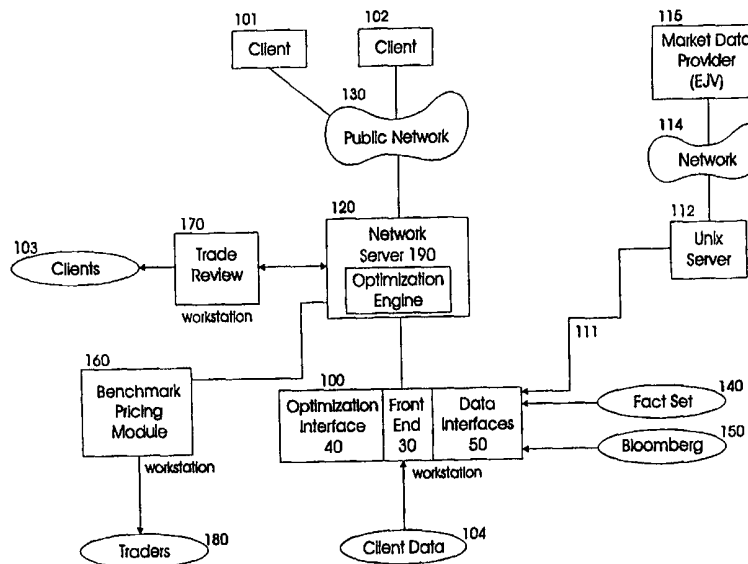 101
Client
102
Client
115
Market Data
Provider
(EJV)
130
Public Network
114
Network
120
Network
Server 190
Optimization
Engine
170
Trade
Review
workstation
103
Clients
112
Unix
Server
111
160
Benchmark
Pricing
Module
workstation
100
Optimization
Interface
40
Front
End
30
Data
Interfaces
50
workstation
140
Fact Set
150
Bloomberg
Traders
180
Client Data
104